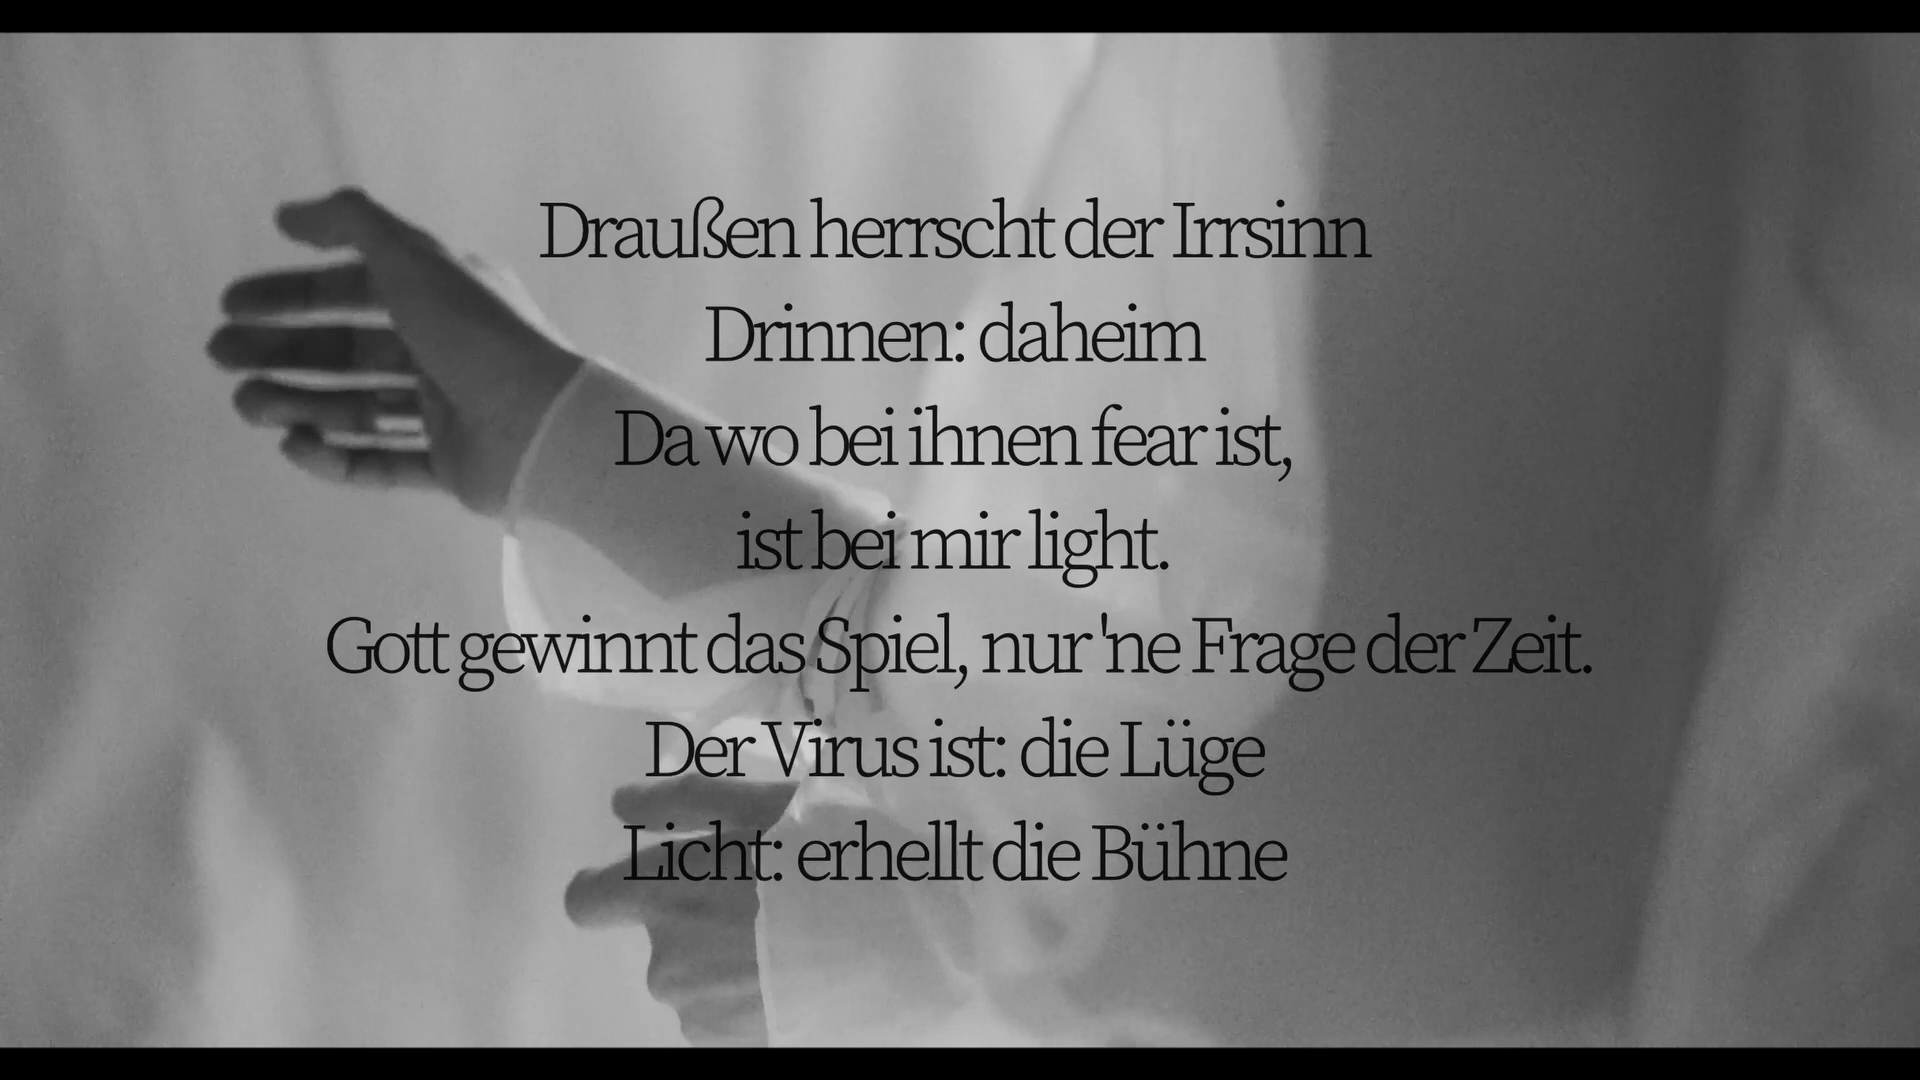 Draußen herrscht der Irrsinn
Drinnen: daheim
Da wo bei ihnen fear ist,
ist bei mir light.
Gott gewinnt das Spiel, nur 'ne Frage der Zeit.
Der Virus ist: die Lüge
Licht: erhellt die Bühne